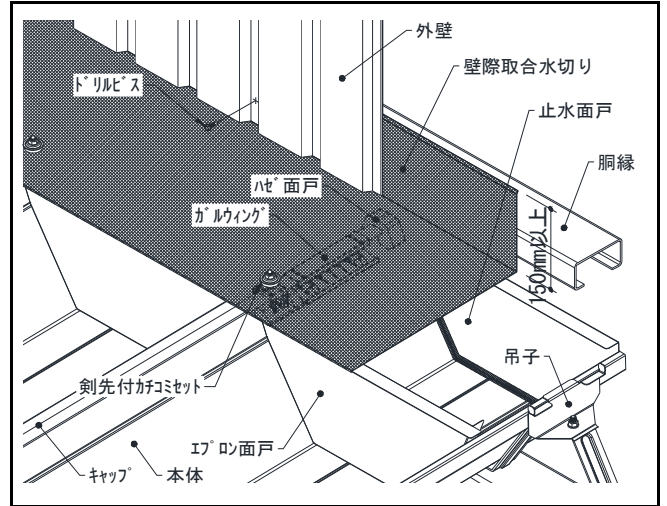 外壁
ﾄﾞﾘﾙﾋﾞｽ
壁際取合水切り
止水面戸
胴縁
ﾊｾﾞ面戸
ｶﾞﾙｳｨﾝｸﾞ
150mm以上
吊子
剣先付ｶﾁｺﾐｾｯﾄ
ｴﾌﾟﾛﾝ面戸
ｷｬｯﾌﾟ
本体